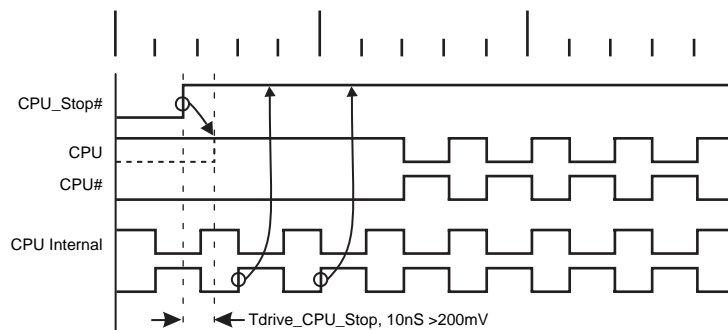 CPU_Stop#
CPU
CPU#
CPU Internal
Tdrive_CPU_Stop, 10nS >200mV